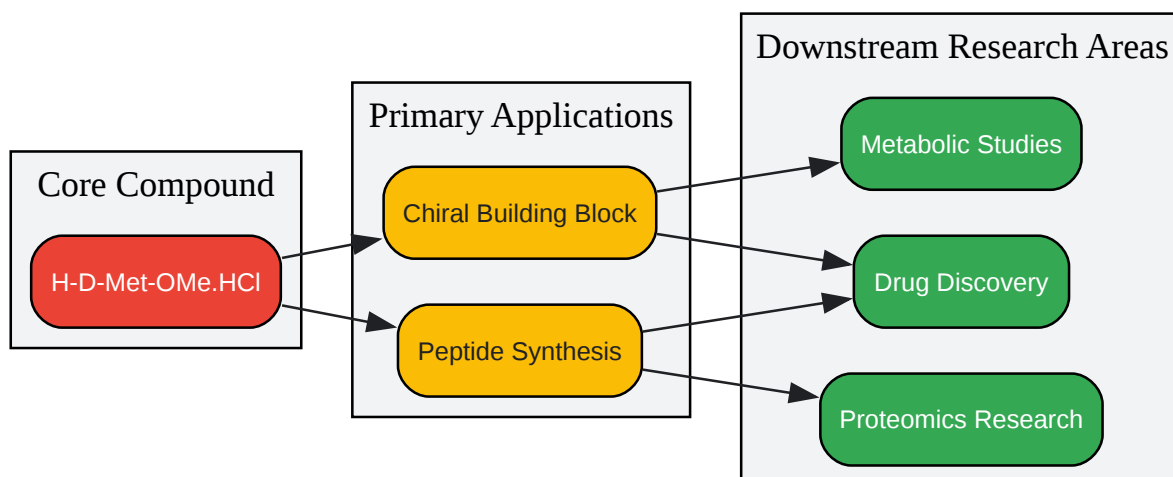 Core Compound
H-D-Met-OMe.HCl
Primary Applications
Chiral Building Block
Peptide Synthesis
Downstream Research Areas
Metabolic Studies
Drug Discovery
Proteomics Research